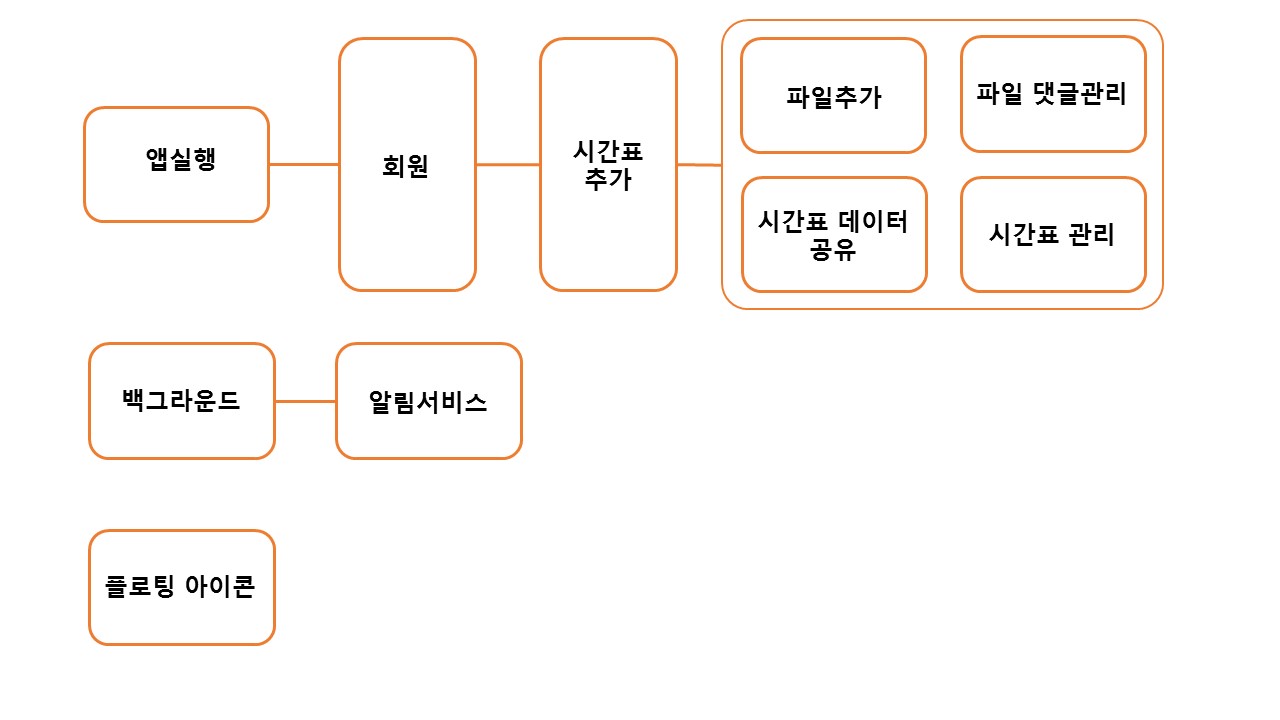 앱실행
회원
시간표
추가
파일추가
파일 댓글관리
시간표 데이터
공유
시간표 관리
백그라운드
알림서비스
플로팅 아이콘